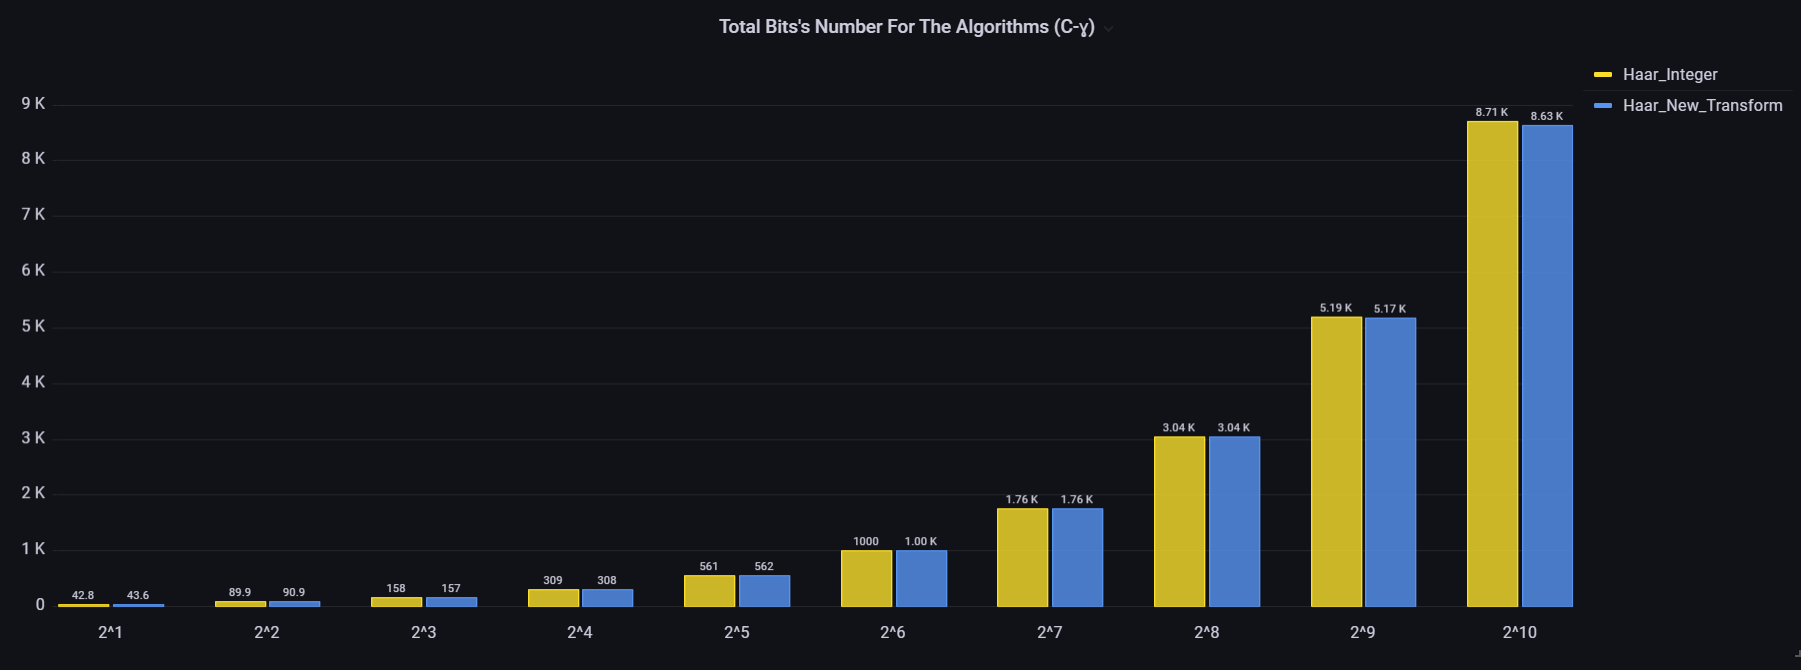 Total Bits's Number For The Algorithms (C-ɣ)
Haar_Integer
Haar_New_Transform
9 K
8 K
7 K
6 K
5 K
4 K
3 K
2 K
1 K
0
42.8 43.6 89.9 90.9 158 157 309 308 561 562 1000 1.00 K 1.76 K 1.76 K 3.04 K 3.04 K 5.19 K 5.17 K 8.71 K 8.63 K
2^1 2^2 2^3 2^4 2^5 2^6 2^7 2^8 2^9 2^10